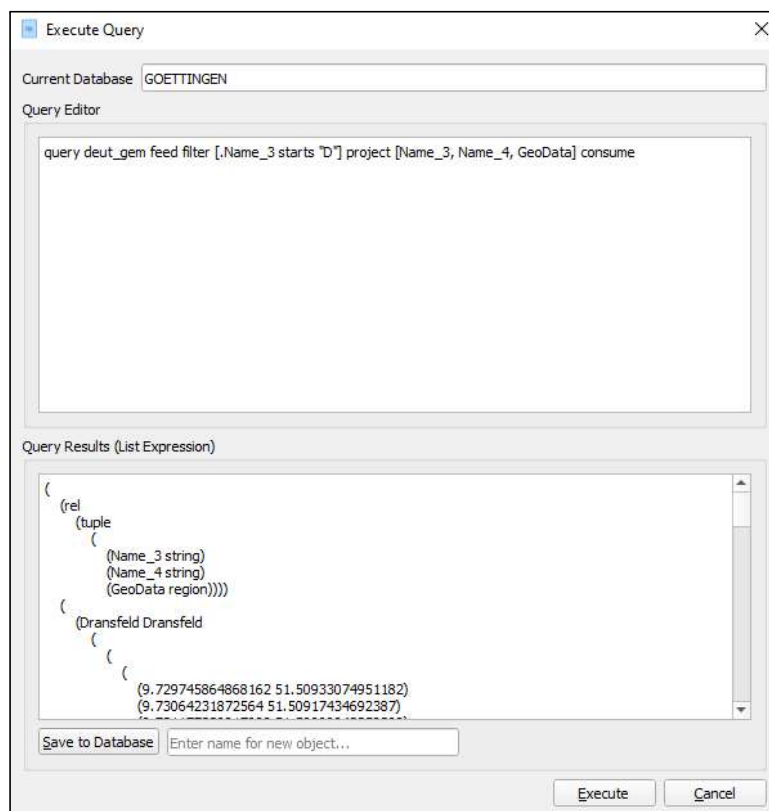 Execute Query
Current Database GOETTINGEN
Query Editor
query deut_gem feed filter [.Name_3 starts "D"] project [Name_3, Name_4, GeoData] consume
Query Results (List Expression)
(
(rel
(tuple
(
(Name_3 string)
(Name_4 string)
(GeoData region))))
(
(Dransfeld Dransfeld
(
(
(
(9.729745864868162 51.50933074951182)
(9.73064231872564 51.50917434692387)
Save to Database Enter name for new object...
Execute Cancel